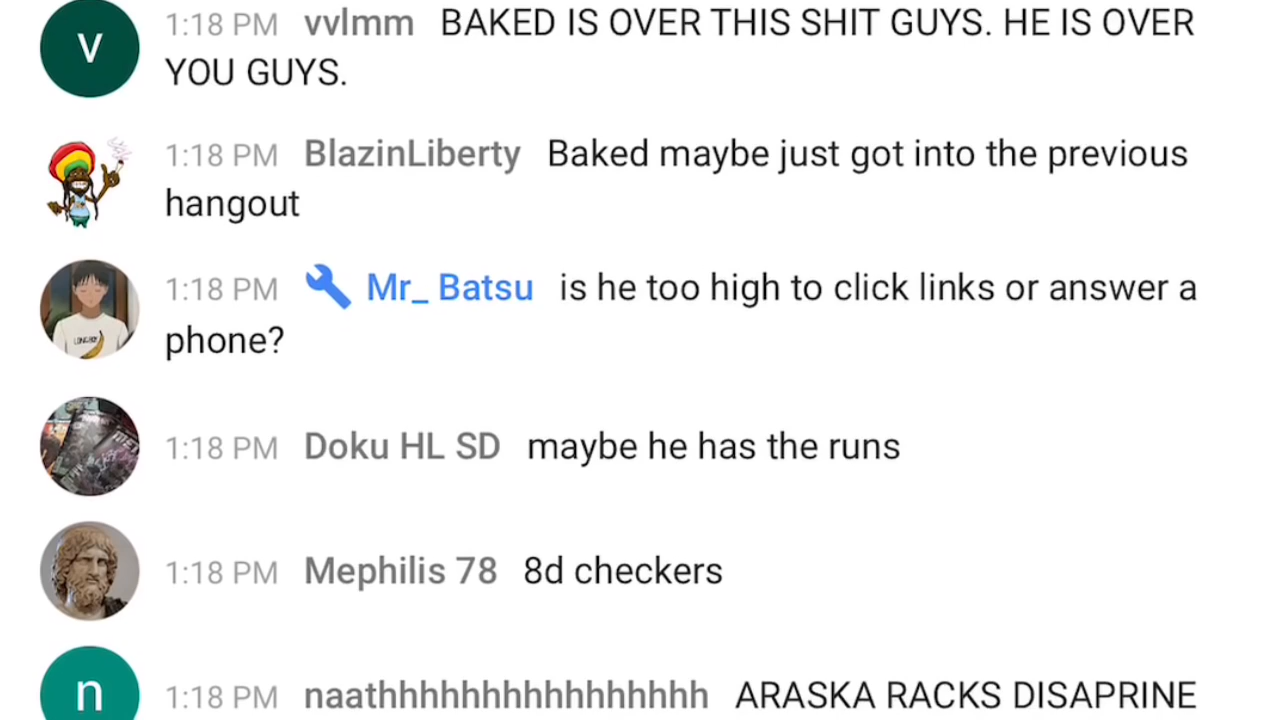 V
1:18 PM vvlmm BAKED IS OVER THIS SHIT GUYS. HE IS OVER
YOU GUYS.
1:18 PM BlazinLiberty Baked maybe just got into the previous
hangout
1:18 PM Mr_ Batsu is he too high to click links or answer a
phone?
1:18 PM Doku HL SD maybe he has the runs
1:18 PM Mephilis 78 8d checkers
n
1:18 PM naathhhhhhhhhhhhhhhhh ARASKA RACKS DISAPRINE